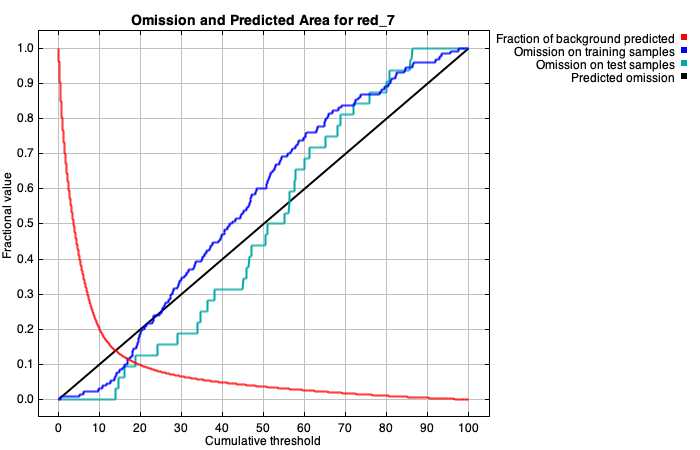 Omission and Predicted Area for red_7
Fraction of background predicted
Omission on training samples
Omission on test samples
Predicted omission
Fractional value
1.0
0.9
0.8
0.7
0.6
0.5
0.4
0.3
0.2
0.1
0.0
0 10 20 30 40 50 60 70 80 90 100
Cumulative threshold